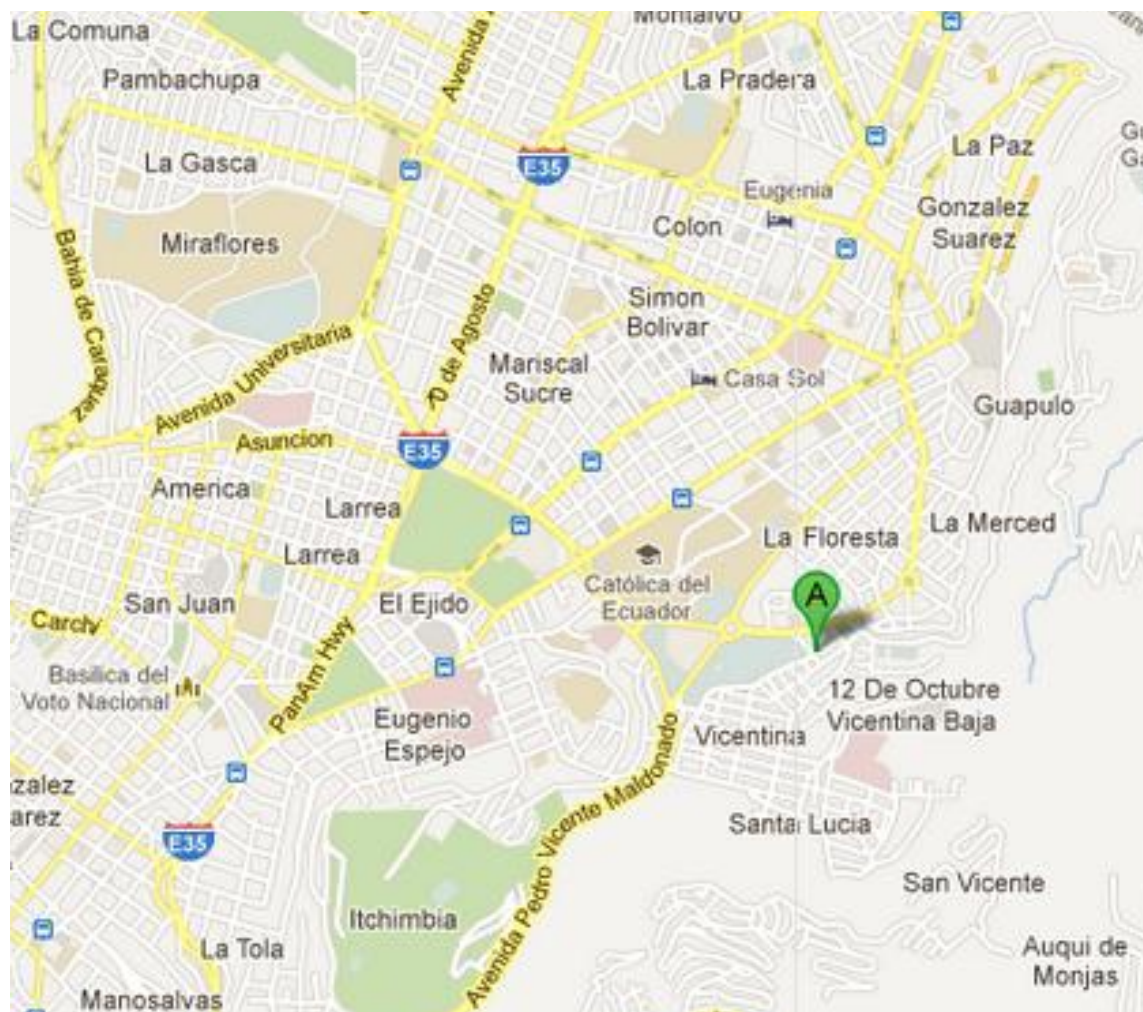 La Comuna
Montalvo
Pambachupa
Avenida
La Pradera
E35
La Paz
La Gasca
Eugenia
Colon
Gonzalez
Suarez
Miraflores
Bahia de Caraquez
10 de Agosto
Simon
Bolivar
Avenida Universitaria
Mariscal
Sucre
Casa Sol
Guapulo
Asuncion
E35
America
Larrea
La Merced
La Floresta
Larrea
Católica del
Ecuador
A
San Juan
El Ejido
Carchi
PanAm Hwy
Basilica del
Voto Nacional
12 De Octubre
Vicentina Baja
Eugenio
Espejo
Vicentina
Avenida Pedro Vicente Maldonado
zalez
arez
E35
Santa Lucia
San Vicente
Itchimbia
La Tola
Auqui de
Monjas
Manosalvas